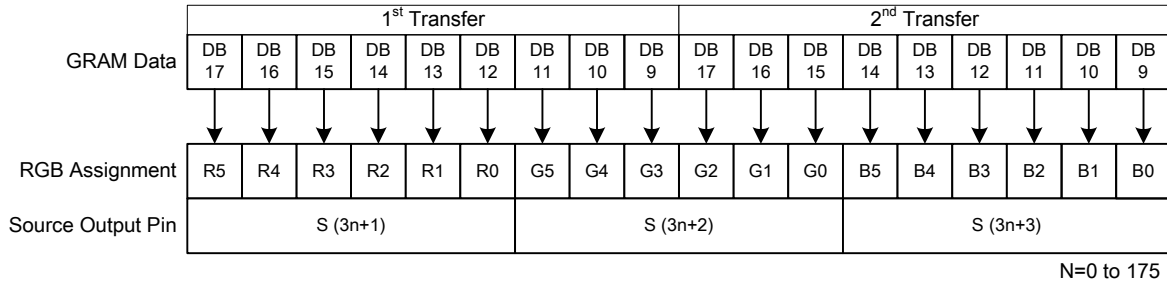 1st Transfer 2nd Transfer
GRAM Data DB 17 DB 16 DB 15 DB 14 DB 13 DB 12 DB 11 DB 10 DB 9 DB 17 DB 16 DB 15 DB 14 DB 13 DB 12 DB 11 DB 10 DB 9
RGB Assignment R5 R4 R3 R2 R1 R0 G5 G4 G3 G2 G1 G0 B5 B4 B3 B2 B1 B0
Source Output Pin S (3n+1) S (3n+2) S (3n+3)
N=0 to 175